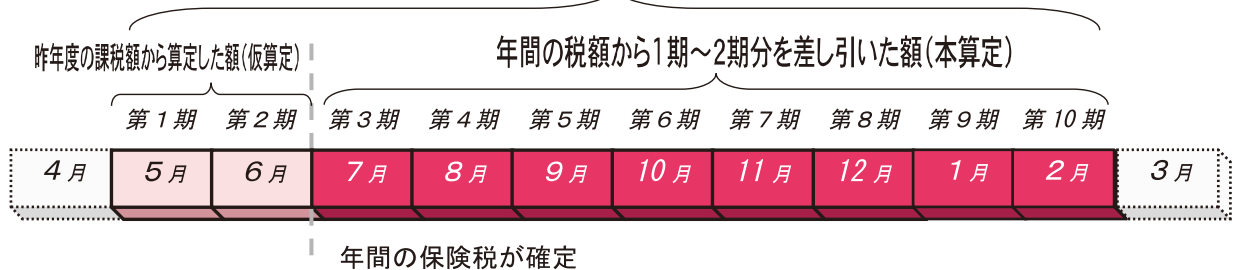 昨年度の課税額から算定した額(仮算定)
年間の税額から1期～2期分を差し引いた額(本算定)
第1期 第2期 第3期 第4期 第5期 第6期 第7期 第8期 第9期 第10期
4月 5月 6月 7月 8月 9月 10月 11月 12月 1月 2月 3月
年間の保険税が確定